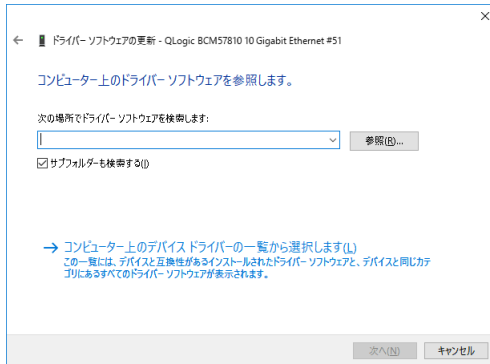 ドライバー ソフトウェアの更新 - QLogic BCM57810 10 Gigabit Ethernet #51
コンピューター上のドライバー ソフトウェアを参照します。
次の場所でドライバー ソフトウェアを検索します:
参照(R)...
サブフォルダーも検索する(I)
コンピューター上のデバイス ドライバーの一覧から選択します(L)
この一覧には、デバイスと互換性があるインストールされたドライバー ソフトウェアと、デバイスと同じカテ
ゴリにあるすべてのドライバー ソフトウェアが表示されます。
次へ(N)
キャンセル